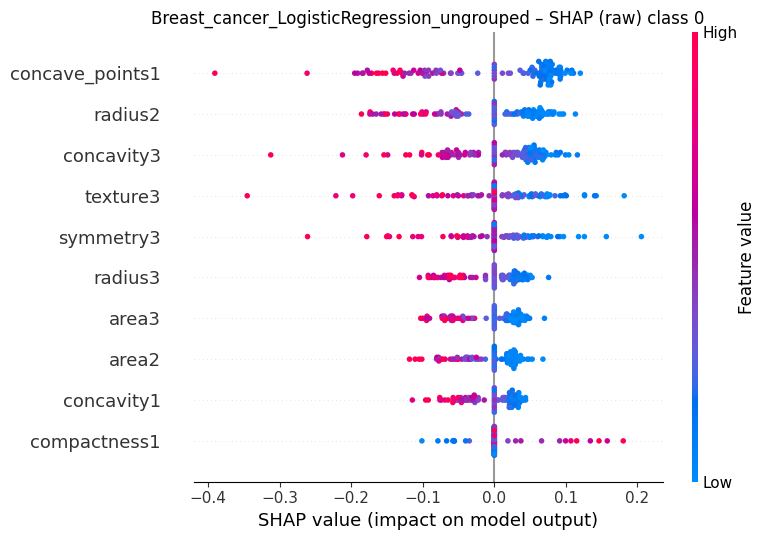 Breast_cancer_LogisticRegression_ungrouped – SHAP (raw) class 0
High
concave_points1
radius2
concavity3
texture3
symmetry3
radius3
area3
area2
concavity1
compactness1
Feature value
Low
−0.4 −0.3 −0.2 −0.1 0.0 0.1 0.2
SHAP value (impact on model output)